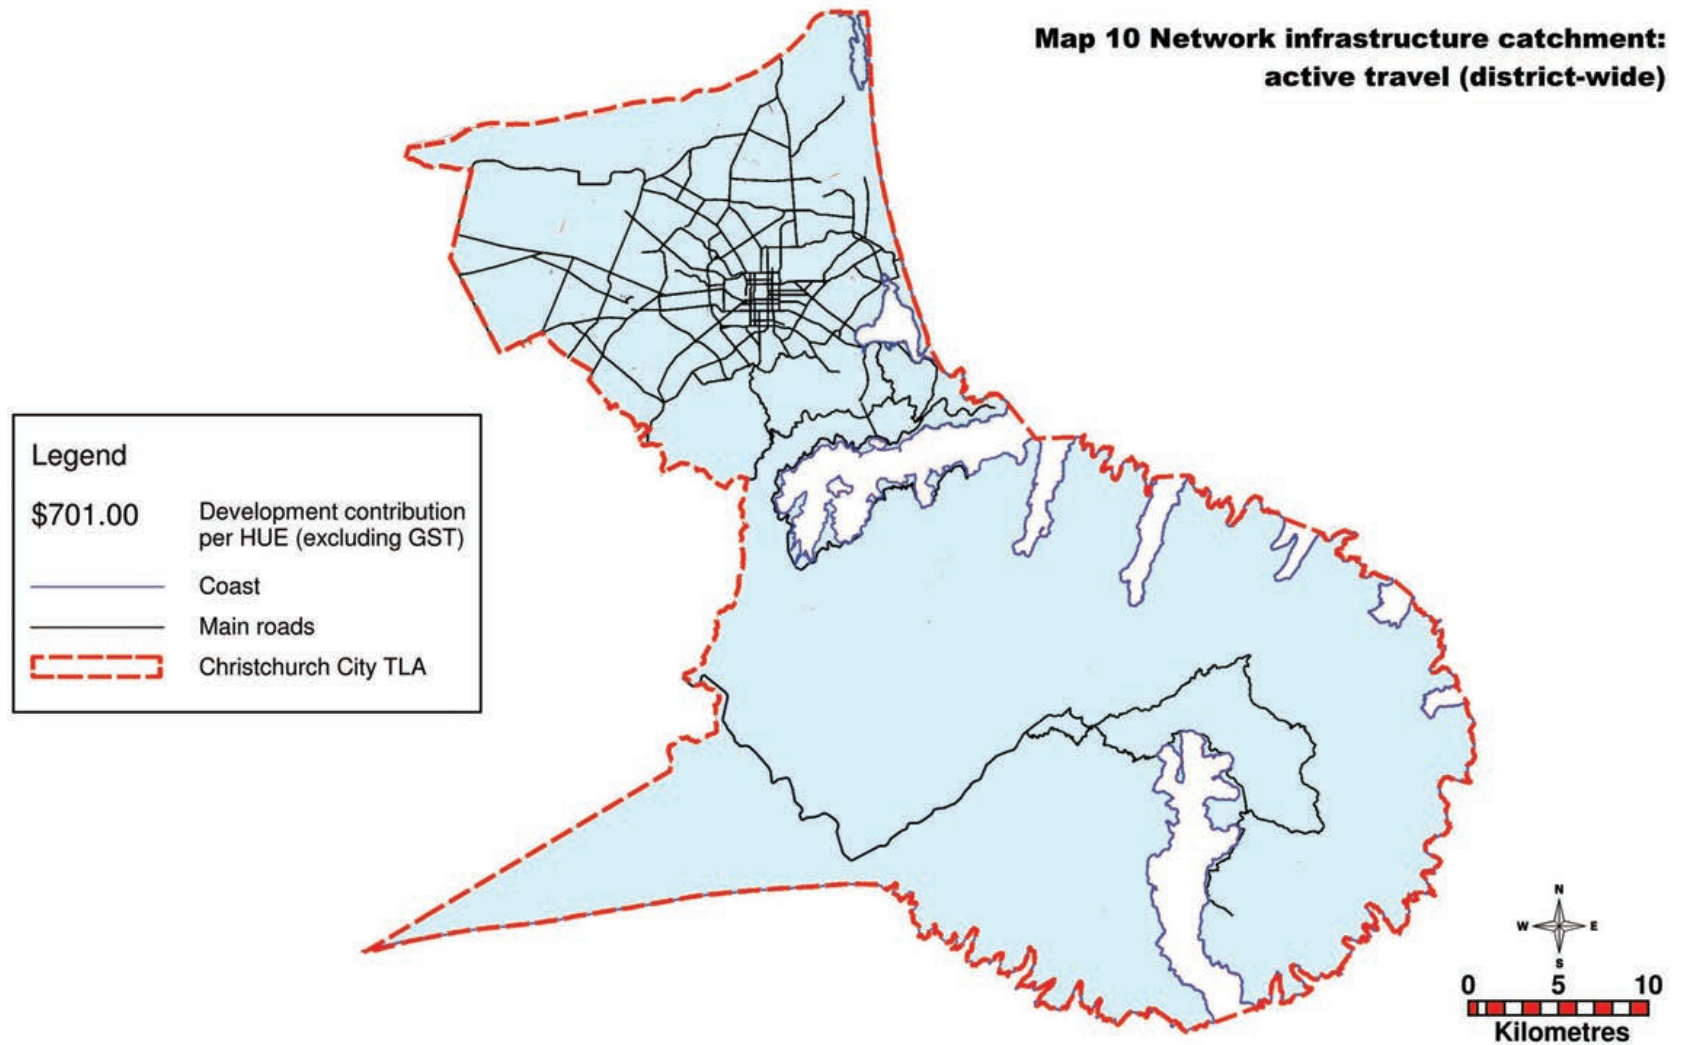 Map 10 Network infrastructure catchment:
active travel (district-wide)
Legend
$701.00
Development contribution
per HUE (excluding GST)
Coast
Main roads
Christchurch City TLA
N
W E
S
0 5 10
Kilometres